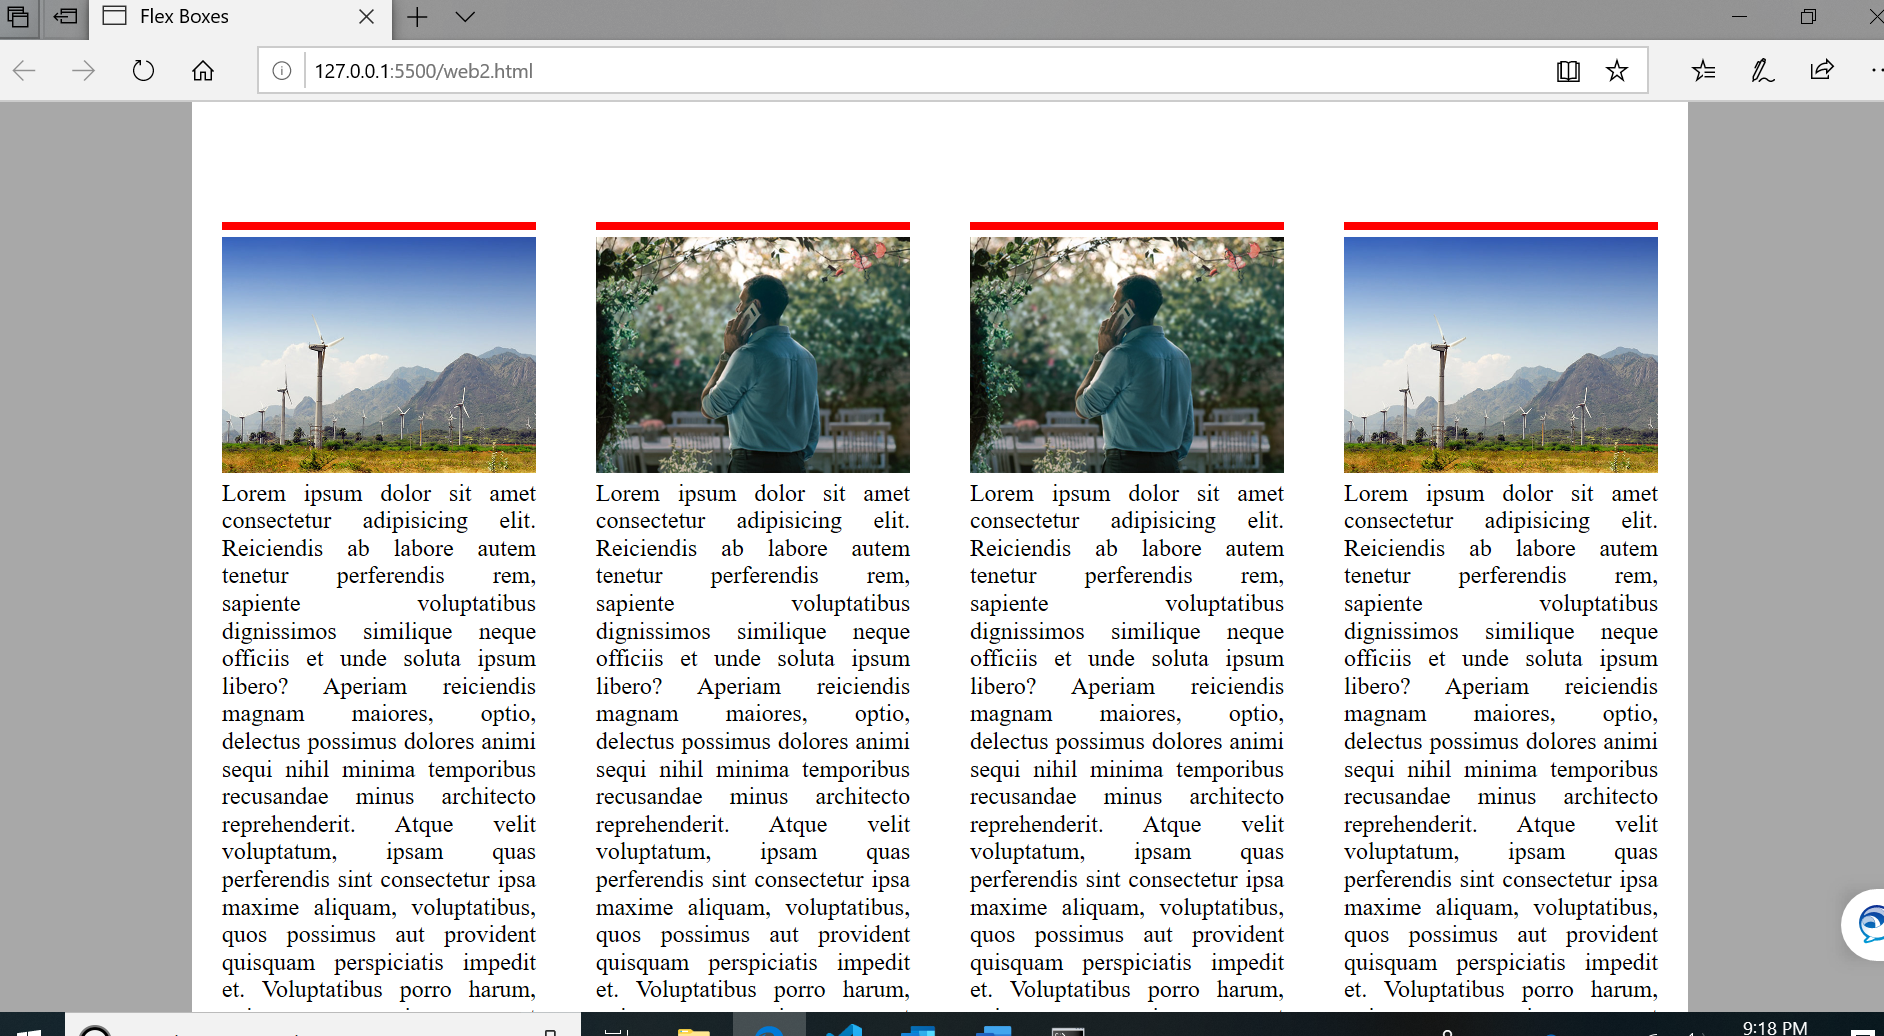 Flex Boxes
127.0.0.1:5500/web2.html
Lorem ipsum dolor sit amet
consectetur adipisicing elit.
Reiciendis ab labore autem
tenetur perferendis rem,
sapiente voluptatibus
dignissimos similique neque
officiis et unde soluta ipsum
libero? Aperiam reiciendis
magnam maiores, optio,
delectus possimus dolores animi
sequi nihil minima temporibus
recusandae minus architecto
reprehenderit. Atque velit
voluptatum, ipsam quas
perferendis sint consectetur ipsa
maxime aliquam, voluptatibus,
quos possimus aut provident
quisquam perspiciatis impedit
et. Voluptatibus porro harum,
Lorem ipsum dolor sit amet
consectetur adipisicing elit.
Reiciendis ab labore autem
tenetur perferendis rem,
sapiente voluptatibus
dignissimos similique neque
officiis et unde soluta ipsum
libero? Aperiam reiciendis
magnam maiores, optio,
delectus possimus dolores animi
sequi nihil minima temporibus
recusandae minus architecto
reprehenderit. Atque velit
voluptatum, ipsam quas
perferendis sint consectetur ipsa
maxime aliquam, voluptatibus,
quos possimus aut provident
quisquam perspiciatis impedit
et. Voluptatibus porro harum,
Lorem ipsum dolor sit amet
consectetur adipisicing elit.
Reiciendis ab labore autem
tenetur perferendis rem,
sapiente voluptatibus
dignissimos similique neque
officiis et unde soluta ipsum
libero? Aperiam reiciendis
magnam maiores, optio,
delectus possimus dolores animi
sequi nihil minima temporibus
recusandae minus architecto
reprehenderit. Atque velit
voluptatum, ipsam quas
perferendis sint consectetur ipsa
maxime aliquam, voluptatibus,
quos possimus aut provident
quisquam perspiciatis impedit
et. Voluptatibus porro harum,
Lorem ipsum dolor sit amet
consectetur adipisicing elit.
Reiciendis ab labore autem
tenetur perferendis rem,
sapiente voluptatibus
dignissimos similique neque
officiis et unde soluta ipsum
libero? Aperiam reiciendis
magnam maiores, optio,
delectus possimus dolores animi
sequi nihil minima temporibus
recusandae minus architecto
reprehenderit. Atque velit
voluptatum, ipsam quas
perferendis sint consectetur ipsa
maxime aliquam, voluptatibus,
quos possimus aut provident
quisquam perspiciatis impedit
et. Voluptatibus porro harum,
9:18 PM